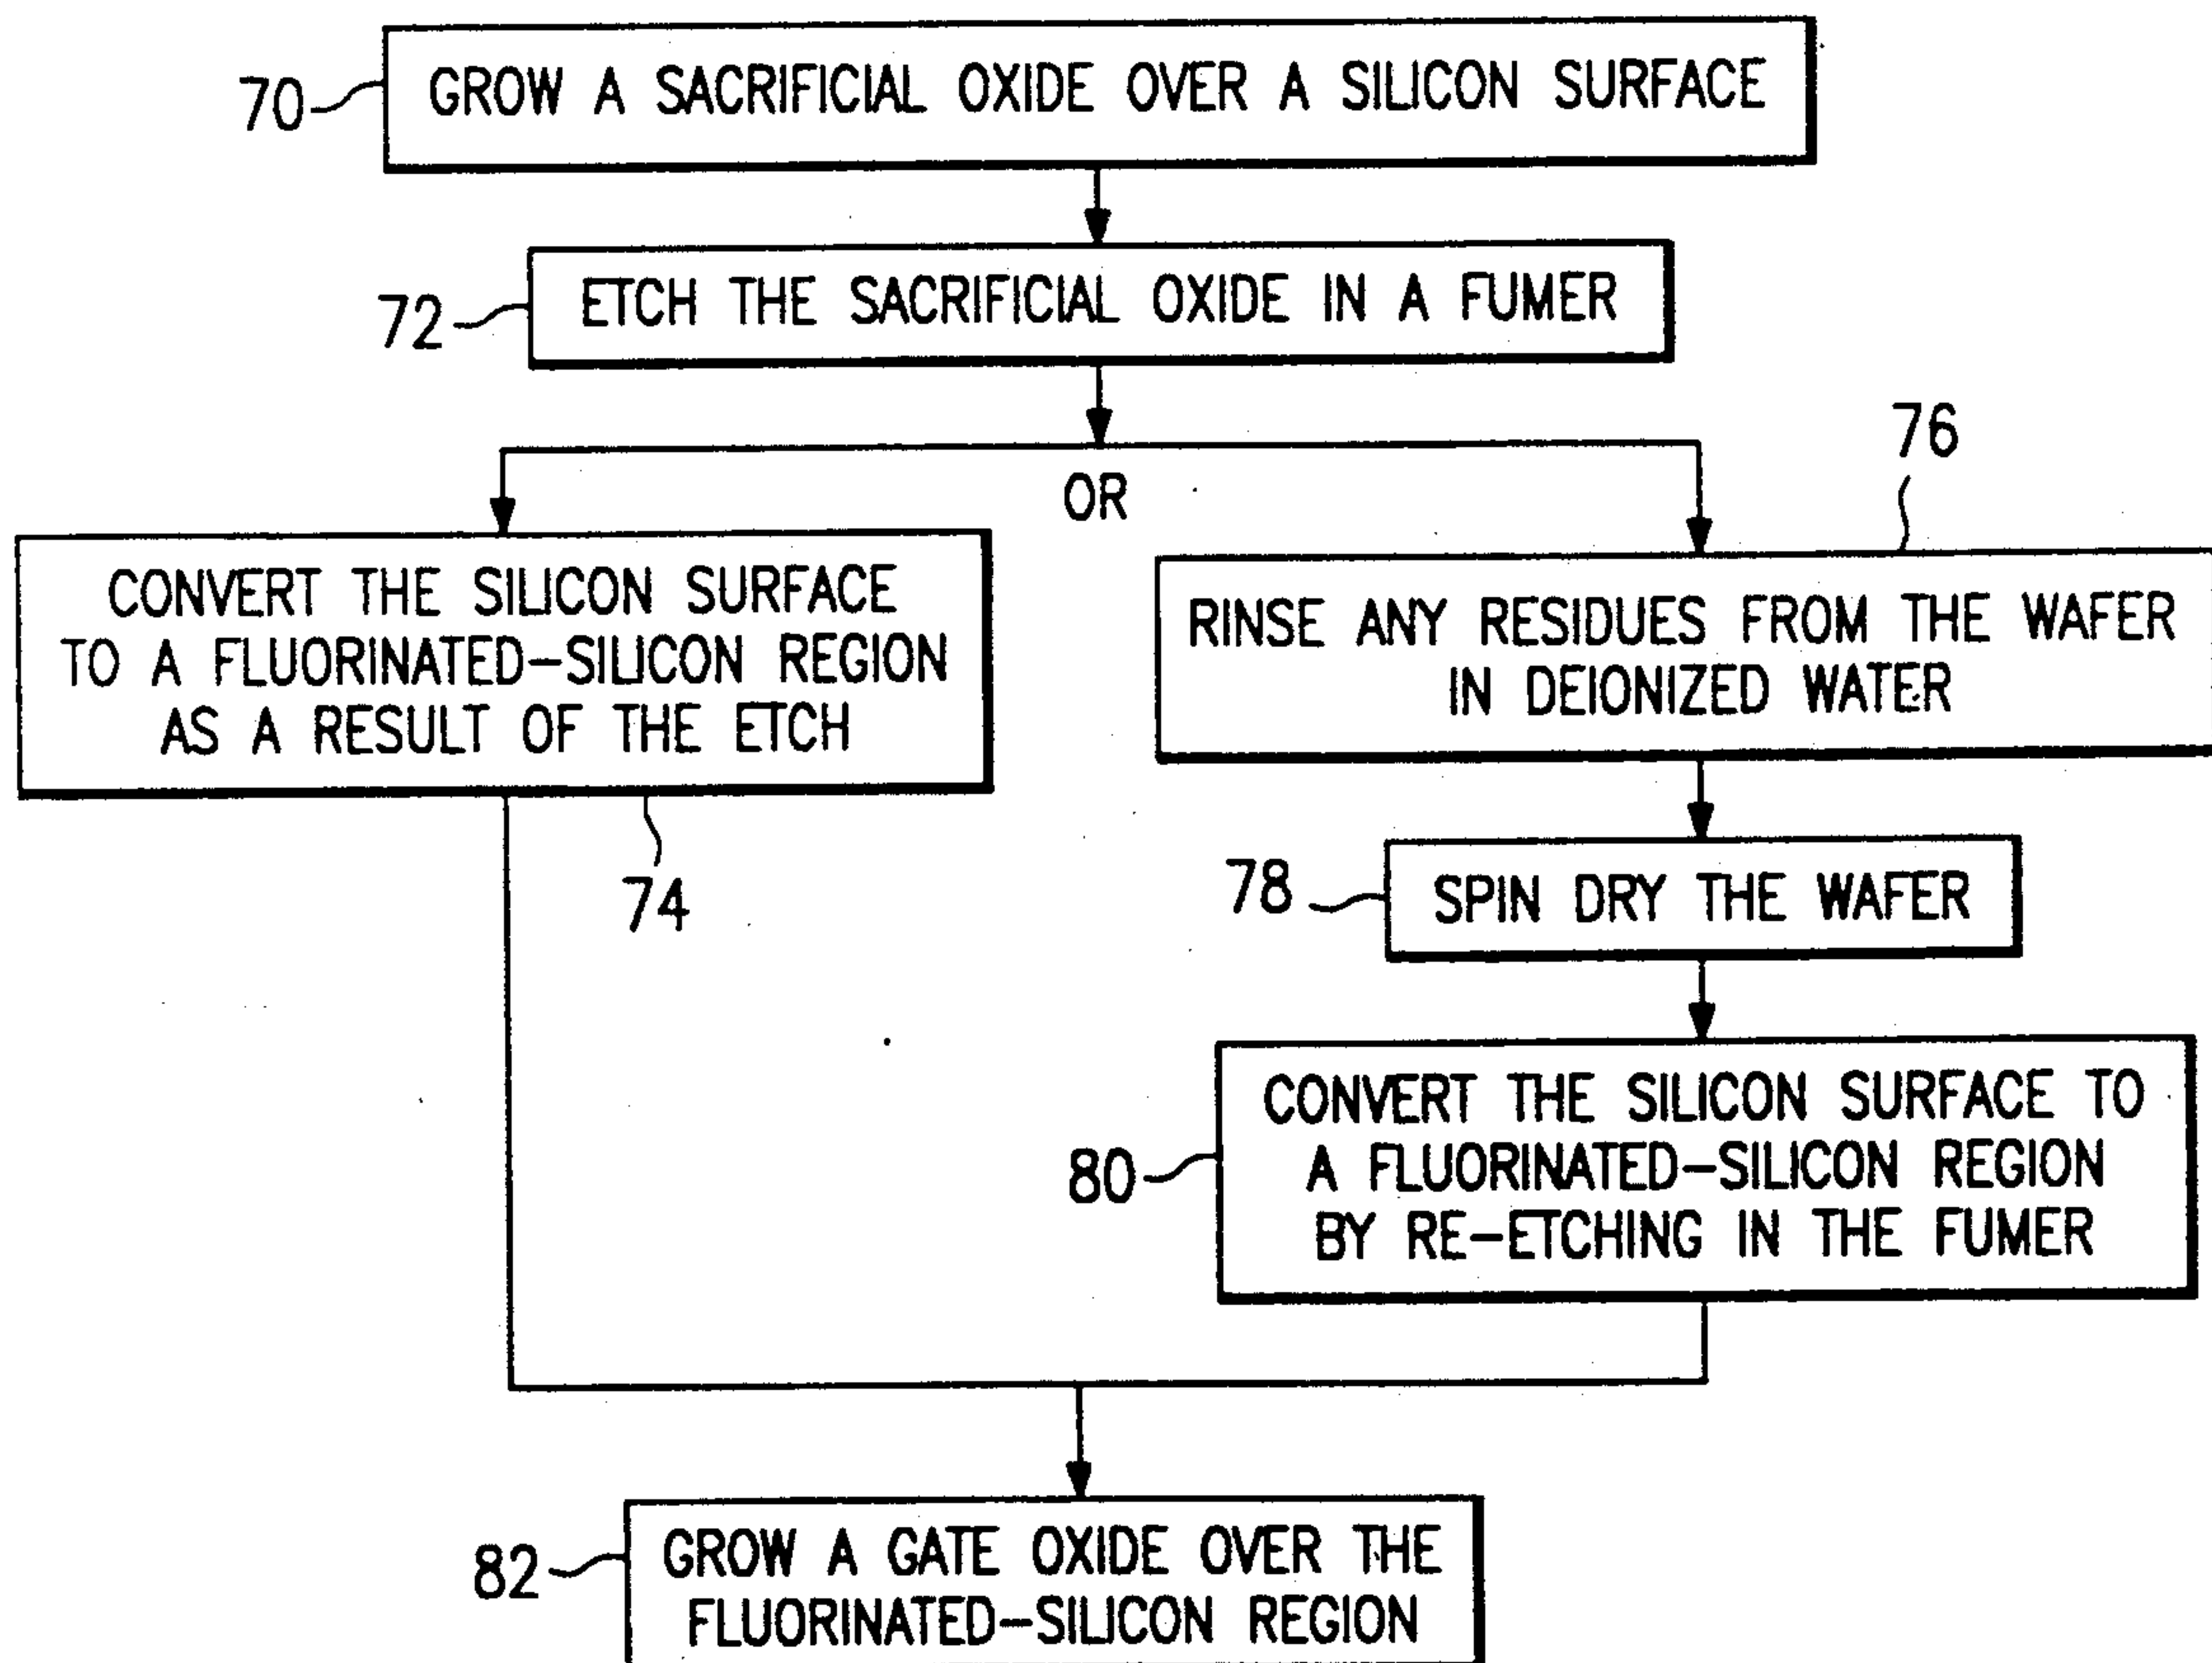 70
GROW A SACRIFICIAL OXIDE OVER A SILICON SURFACE
72
ETCH THE SACRIFICIAL OXIDE IN A FUMER
OR
CONVERT THE SILICON SURFACE
TO A FLUORINATED-SILICON REGION
AS A RESULT OF THE ETCH
74
76
RINSE ANY RESIDUES FROM THE WAFER
IN DEIONIZED WATER
78
SPIN DRY THE WAFER
80
CONVERT THE SILICON SURFACE TO
A FLUORINATED-SILICON REGION
BY RE-ETCHING IN THE FUMER
82
GROW A GATE OXIDE OVER THE
FLUORINATED-SILICON REGION